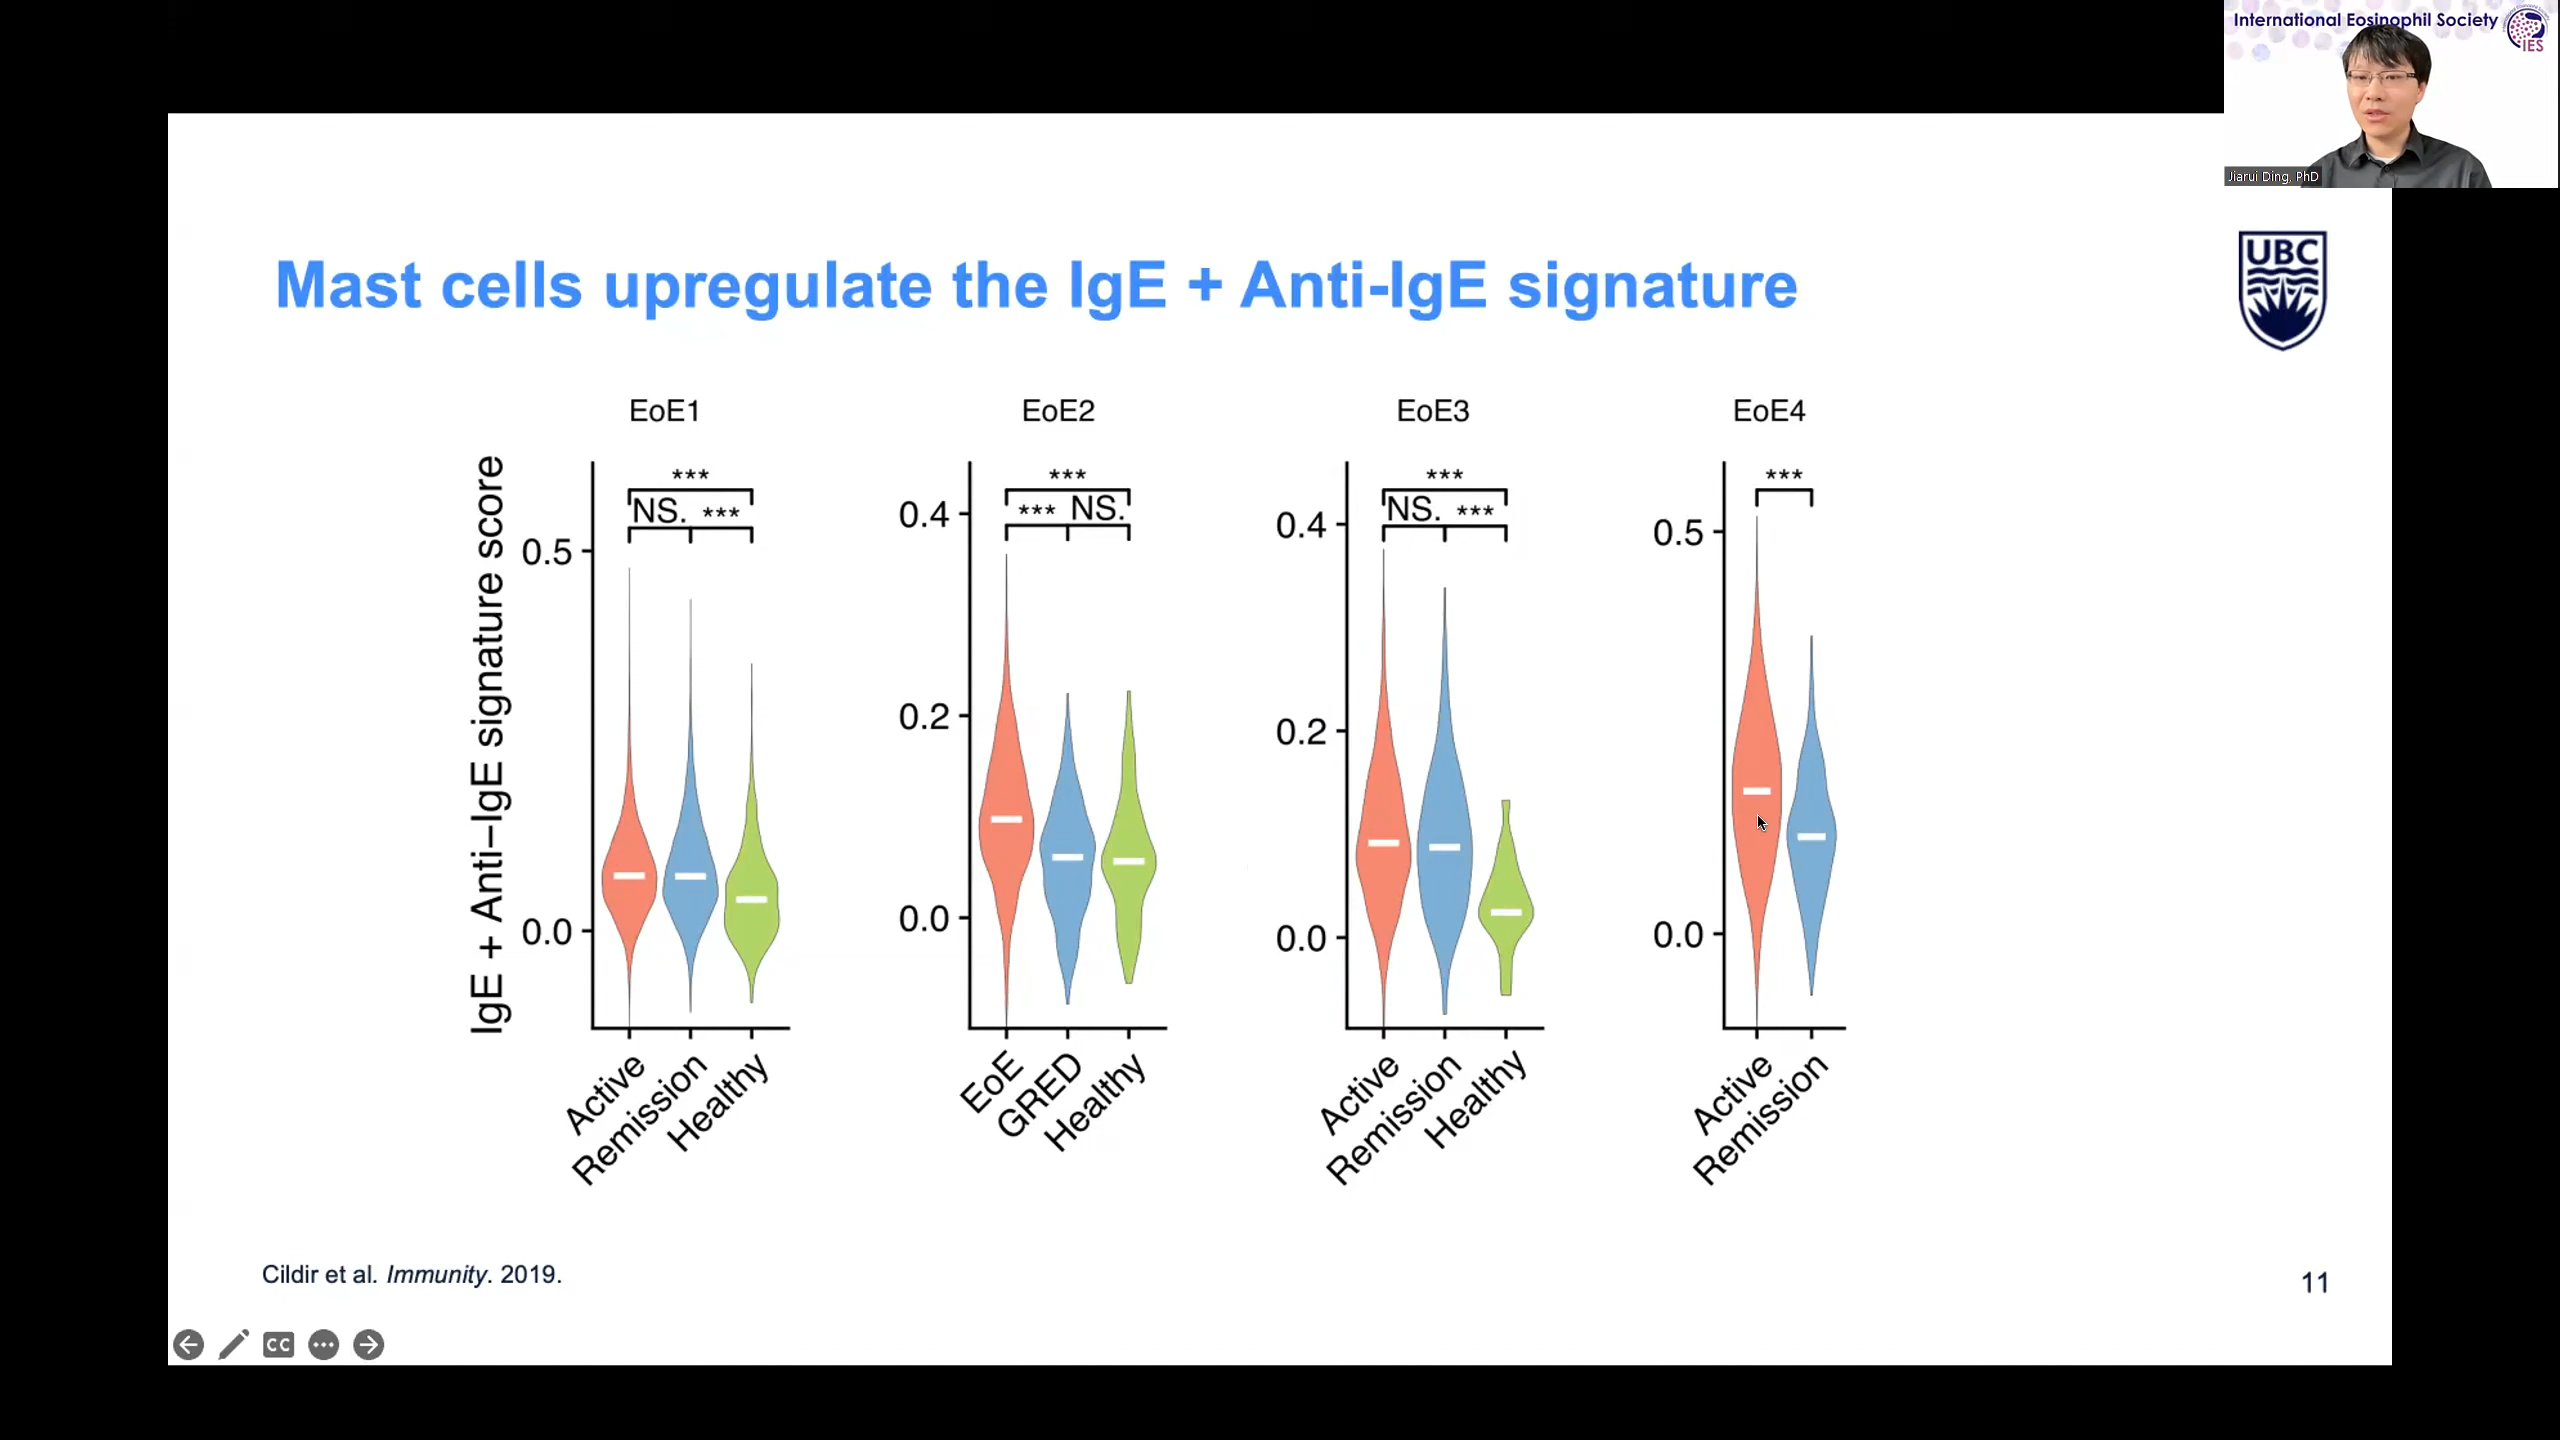 International Eosinophil Society
IES
Jiarui Ding, PhD
UBC
Mast cells upregulate the IgE + Anti-IgE signature
IgE + Anti–IgE signature score
EoE1
***
NS. ***
0.5
0.0
Active
Remission
Healthy
EoE2
***
*** NS.
0.4
0.2
0.0
EoE
GRED
Healthy
EoE3
***
NS. ***
0.4
0.2
0.0
Active
Remission
Healthy
EoE4
***
0.5
0.0
Active
Remission
Cildir et al. Immunity. 2019.
11
CC